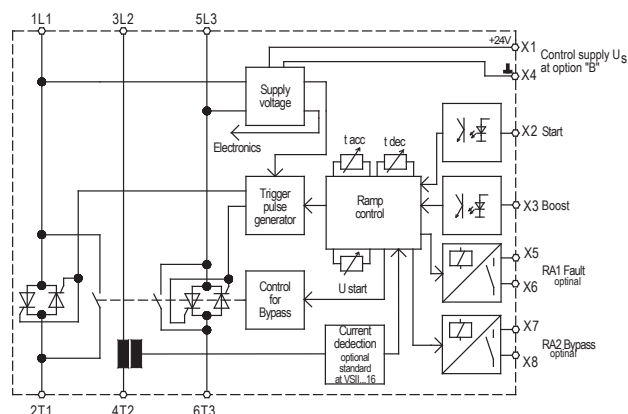 1L1 3L2 5L3
+24V X1
Control supply Us
at option "B"
X4
Supply
voltage
Electronics
t acc t dec
X2 Start
Trigger
pulse
generator
Ramp
control
X3 Boost
U start
X5
RA1 Fault
optinal
X6
Control
for
Bypass
Current
dedection
optional
standard
at VSII...16
X7
RA2 Bypass
optinal
X8
2T1 4T2 6T3